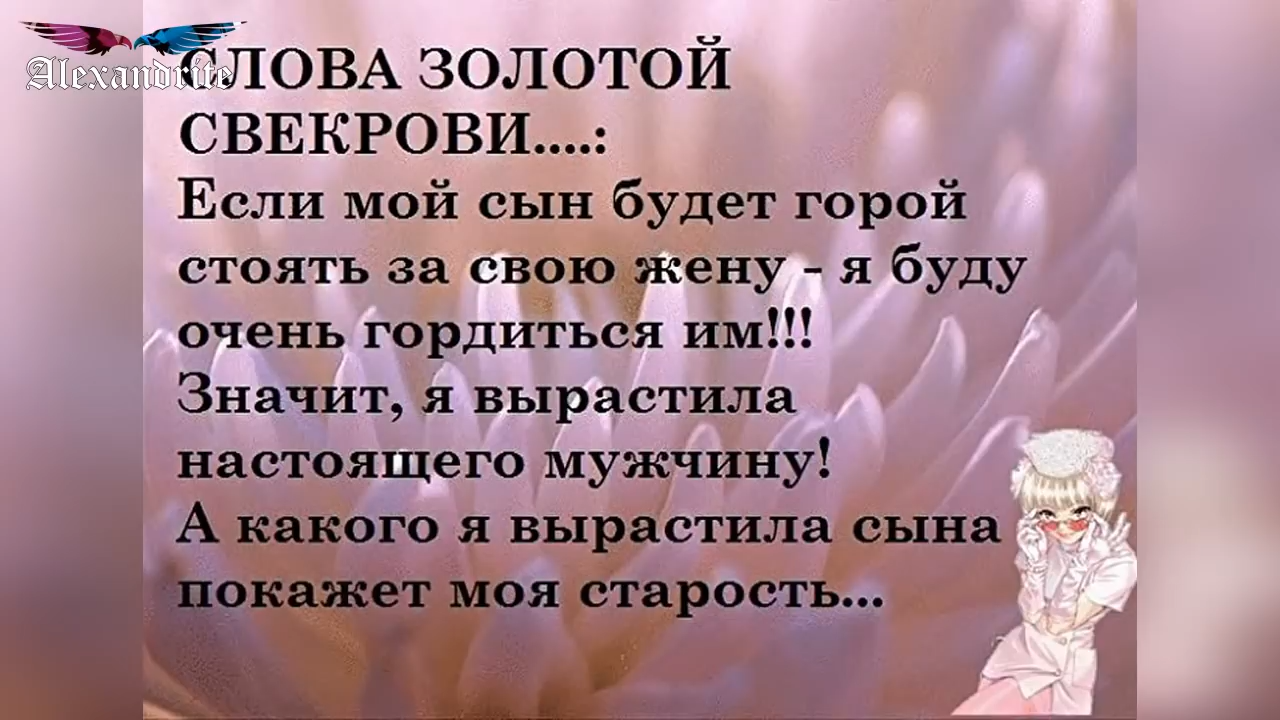 Alexandrite
СЛОВА ЗОЛОТОЙ
СВЕКРОВИ....:
Если мой сын будет горой
стоять за свою жену - я буду
очень гордиться им!!!
Значит, я вырастила
настоящего мужчину!
А какого я вырастила сына
покажет моя старость...